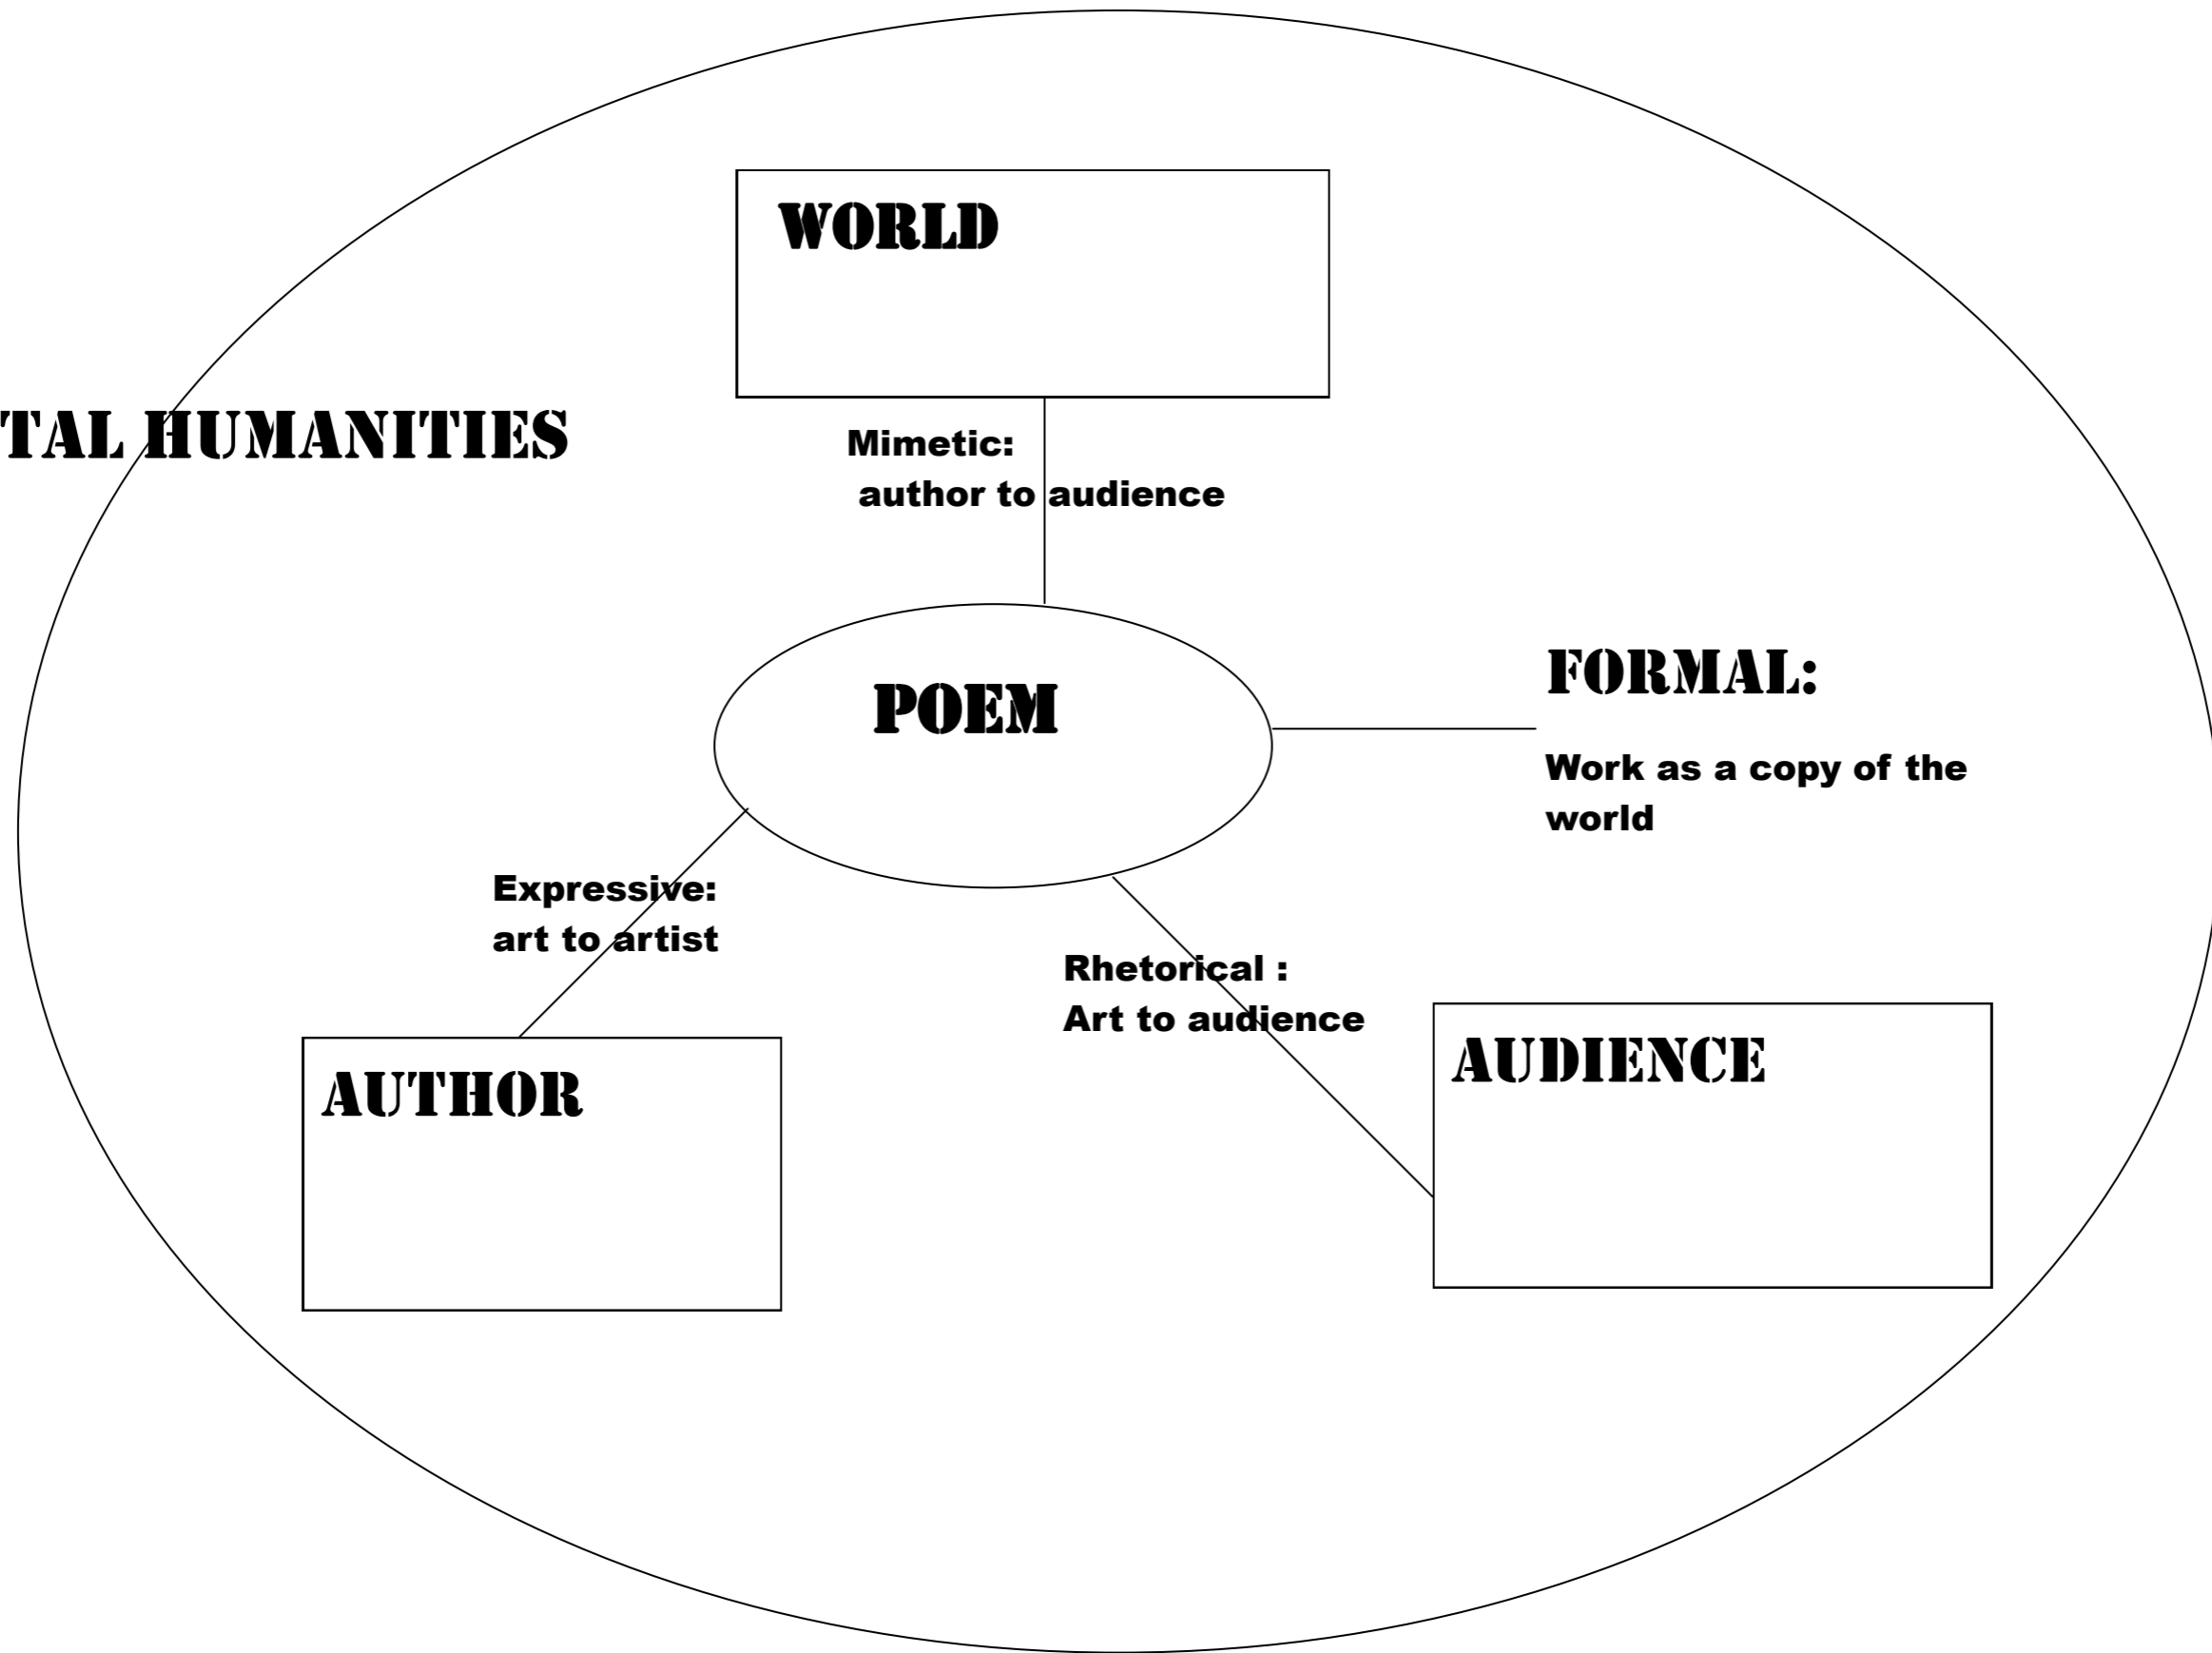 WORLD
TAL HUMANITIES
Mimetic:
author to audience
POEM
FORMAL:
Work as a copy of the
world
Expressive:
art to artist
Rhetorical :
Art to audience
AUTHOR
AUDIENCE